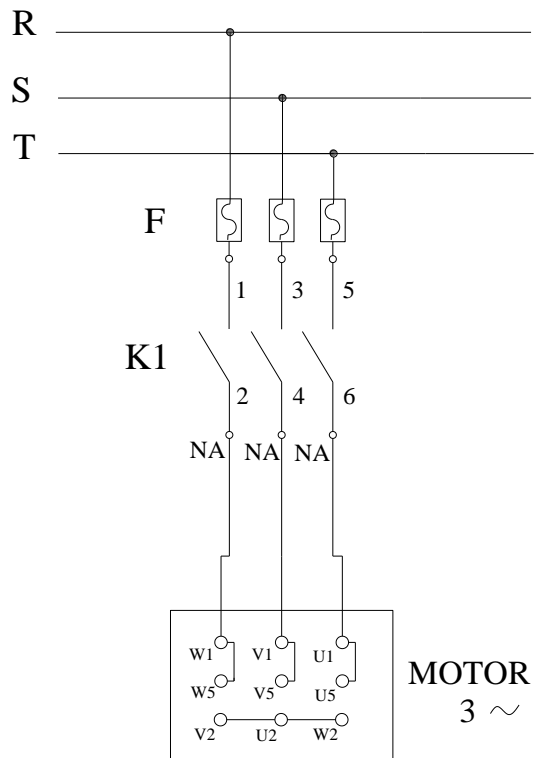 R
S
T
F
1 3 5
K1
2 4 6
NA NA NA
W1 V1 U1
W5 V5 U5
MOTOR
3 ~
V2 U2 W2